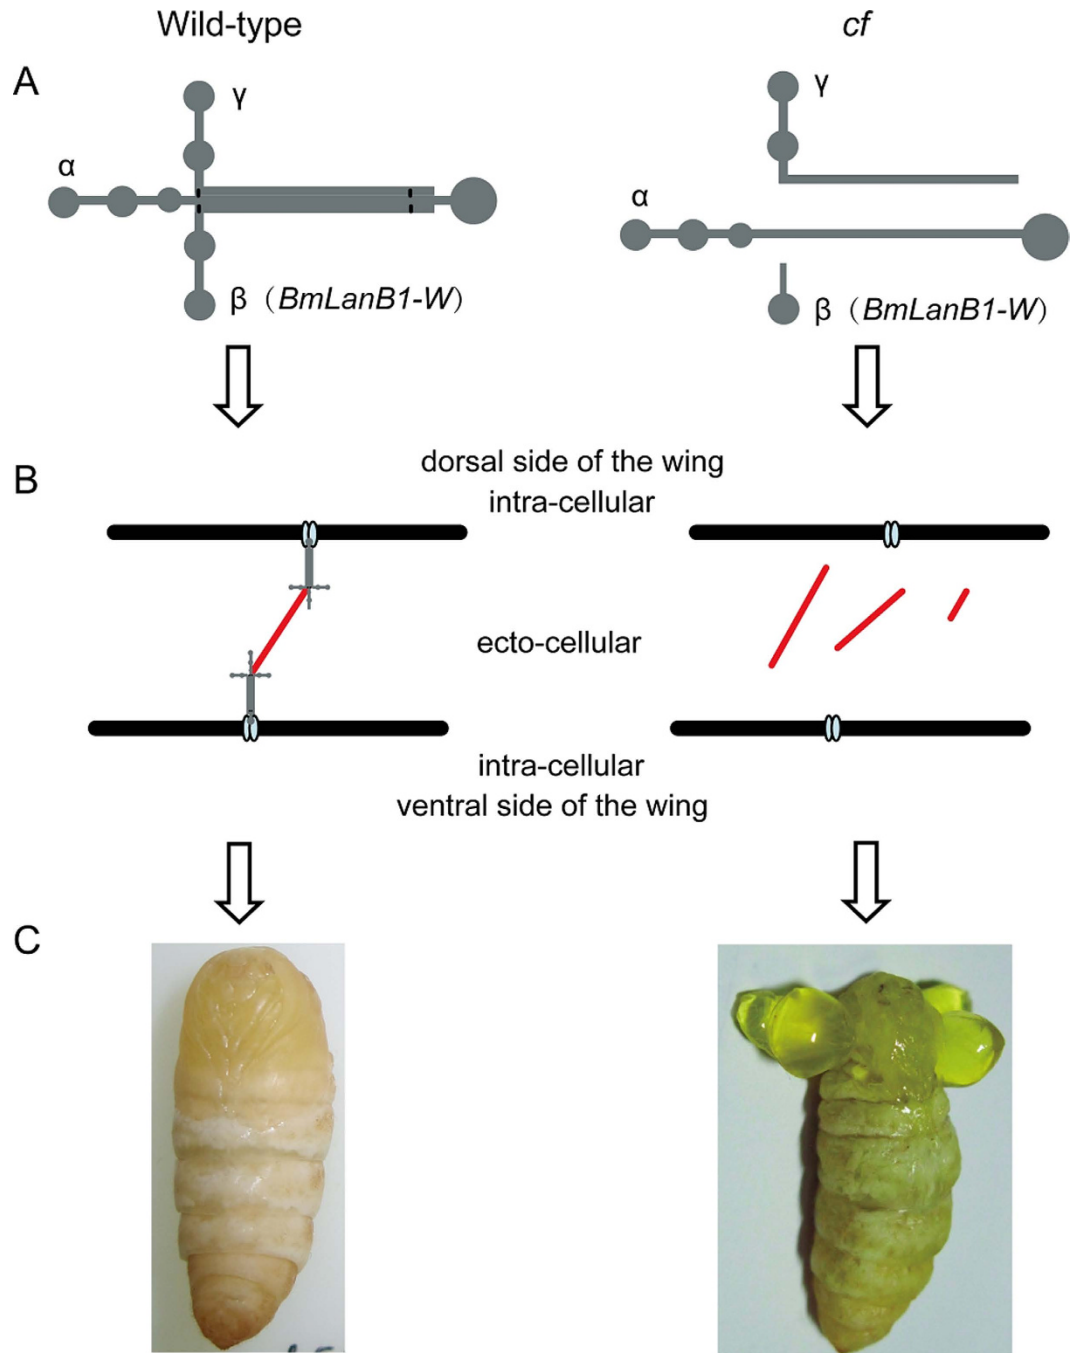 Wild-type
cf
A
γ
γ
α
α
β （BmLanB1-W）
β （BmLanB1-W）
dorsal side of the wing
B
intra-cellular
ecto-cellular
intra-cellular
ventral side of the wing
C